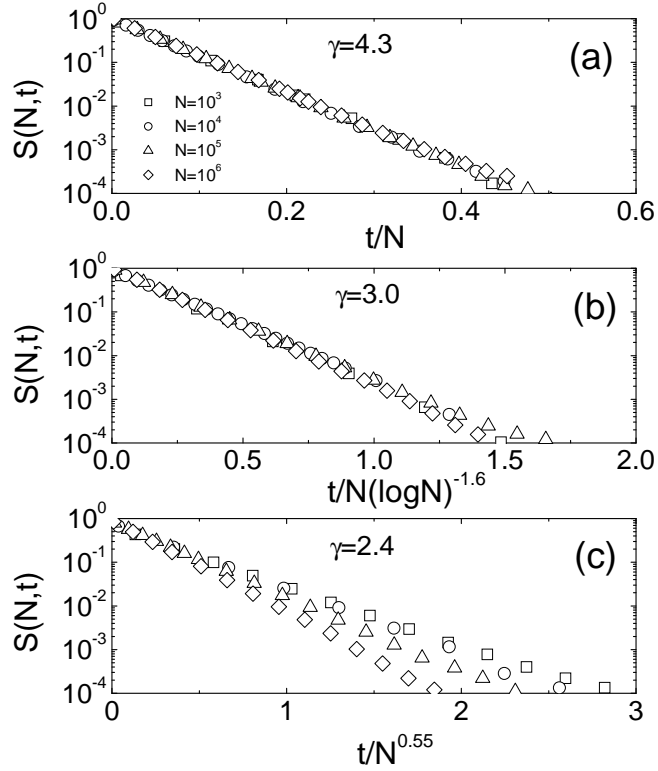 10^0
10^-1
10^-2
10^-3
10^-4
S(N,t)
γ=4.3
(a)
N=10^3
N=10^4
N=10^5
N=10^6
0.0 0.2 0.4 0.6
t/N
10^0
10^-1
10^-2
10^-3
10^-4
S(N,t)
γ=3.0
(b)
0.0 0.5 1.0 1.5 2.0
t/N(logN)^-1.6
10^0
10^-1
10^-2
10^-3
10^-4
S(N,t)
γ=2.4
(c)
0 1 2 3
t/N^0.55